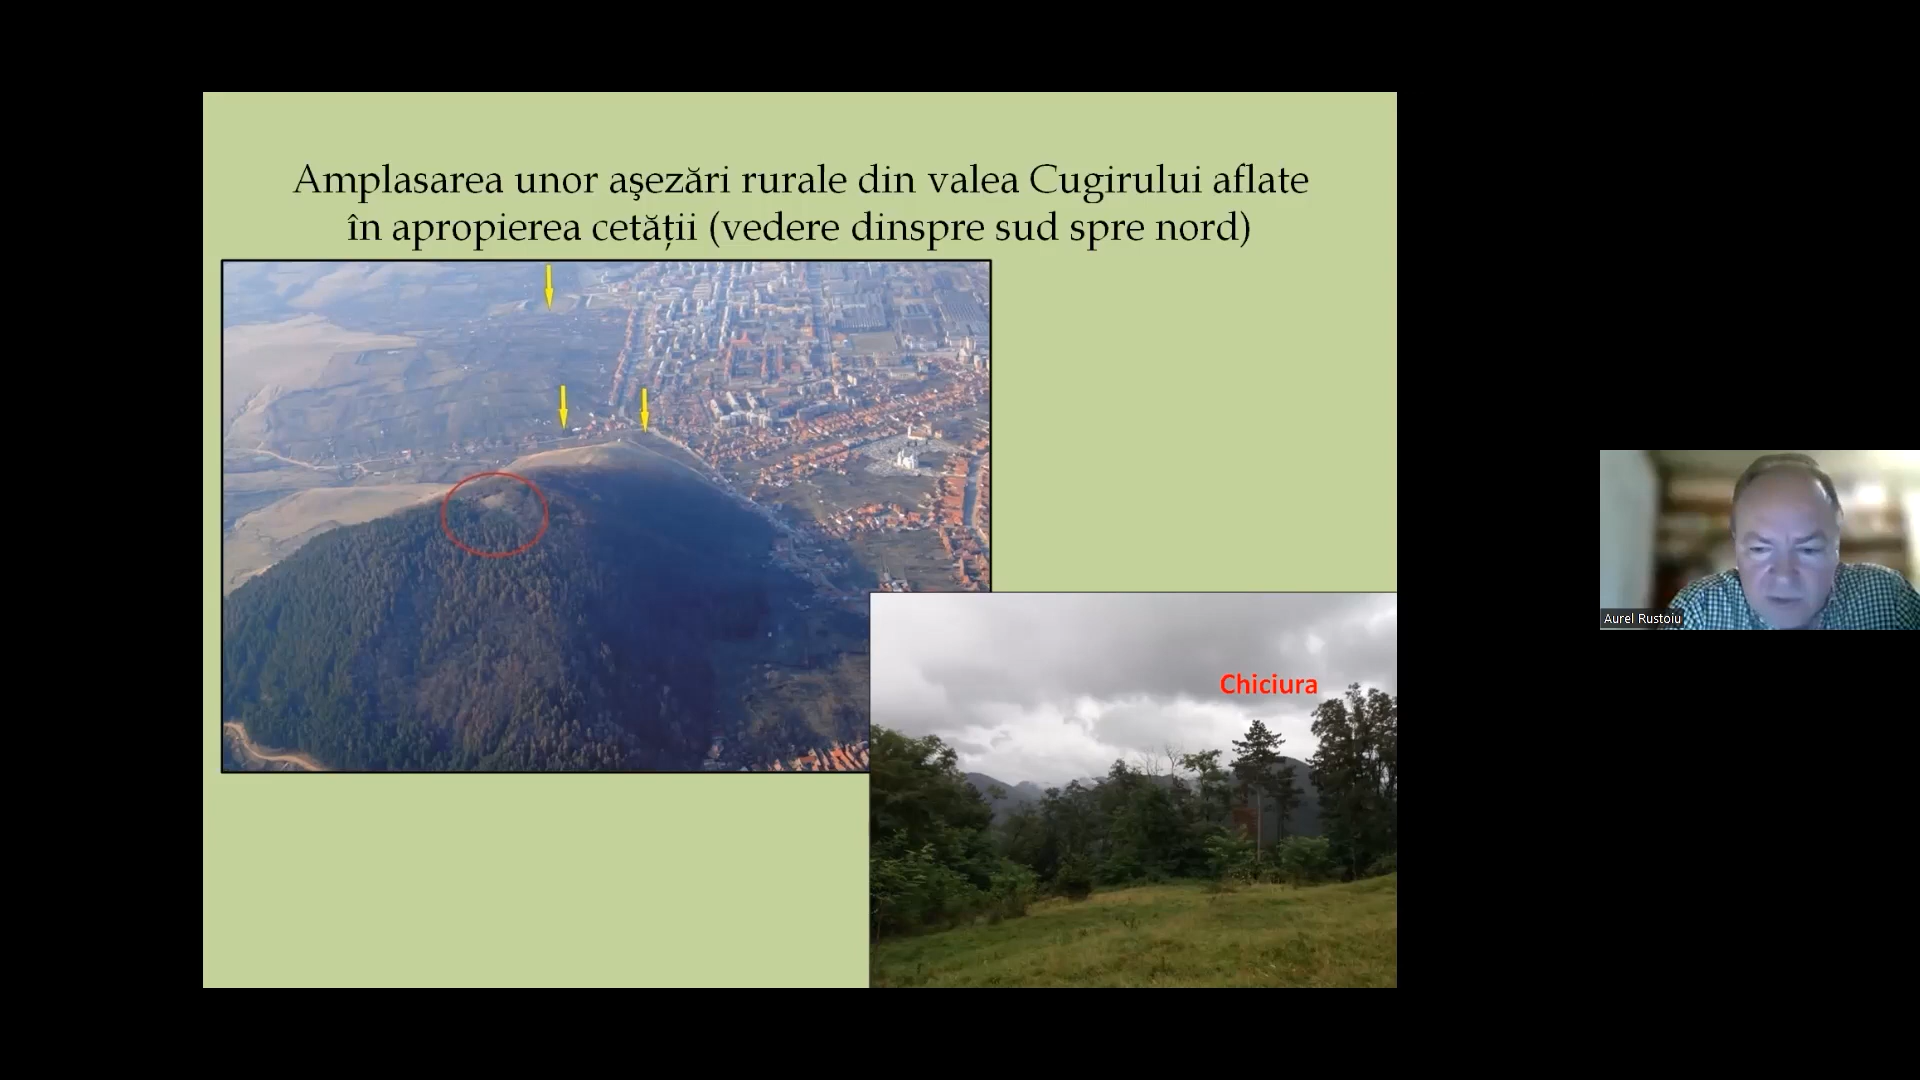 Amplasarea unor aşezări rurale din valea Cugirului aflate
în apropierea cetății (vedere dinspre sud spre nord)
Chiciura
Aurel Rustoiu